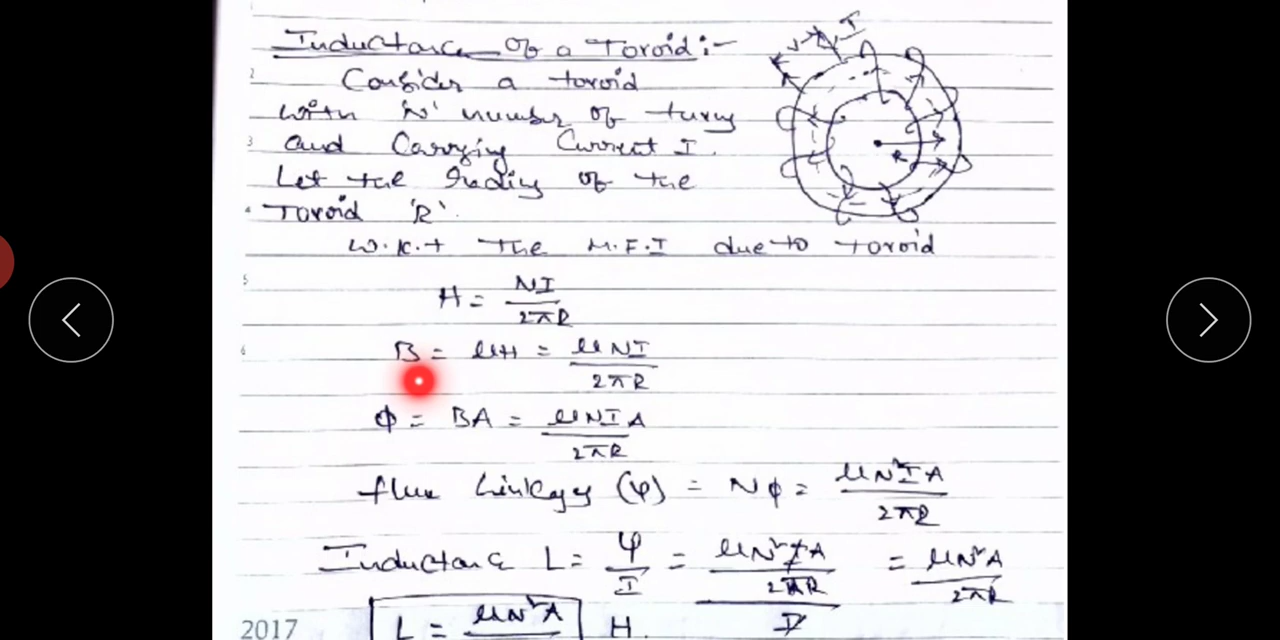 Inductance of a Toroid :-
I
Consider a toroid
with 'N' number of turns
and Carrying Current I.
R
Let the Radius of the
Toroid 'R'.
W.K.T The M.F.I due to toroid
H = NI / 2πR
B = μH = μNI / 2πR
Φ = BA = μNIA / 2πR
flux Linkages (ψ) = Nϕ = μN²IA / 2πR
Inductance L = ψ / I = μN²IA / 2πR / I = μN²A / 2πR
L = μN²A H.
2017